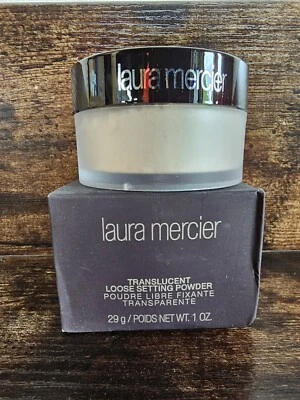 laura mercier
laura mercier
TRANSLUCENT
LOOSE SETTING POWDER
POUDRE LIBRE FIXANTE
TRANSPARENTE
29 g / POIDS NET WT. 1 OZ.